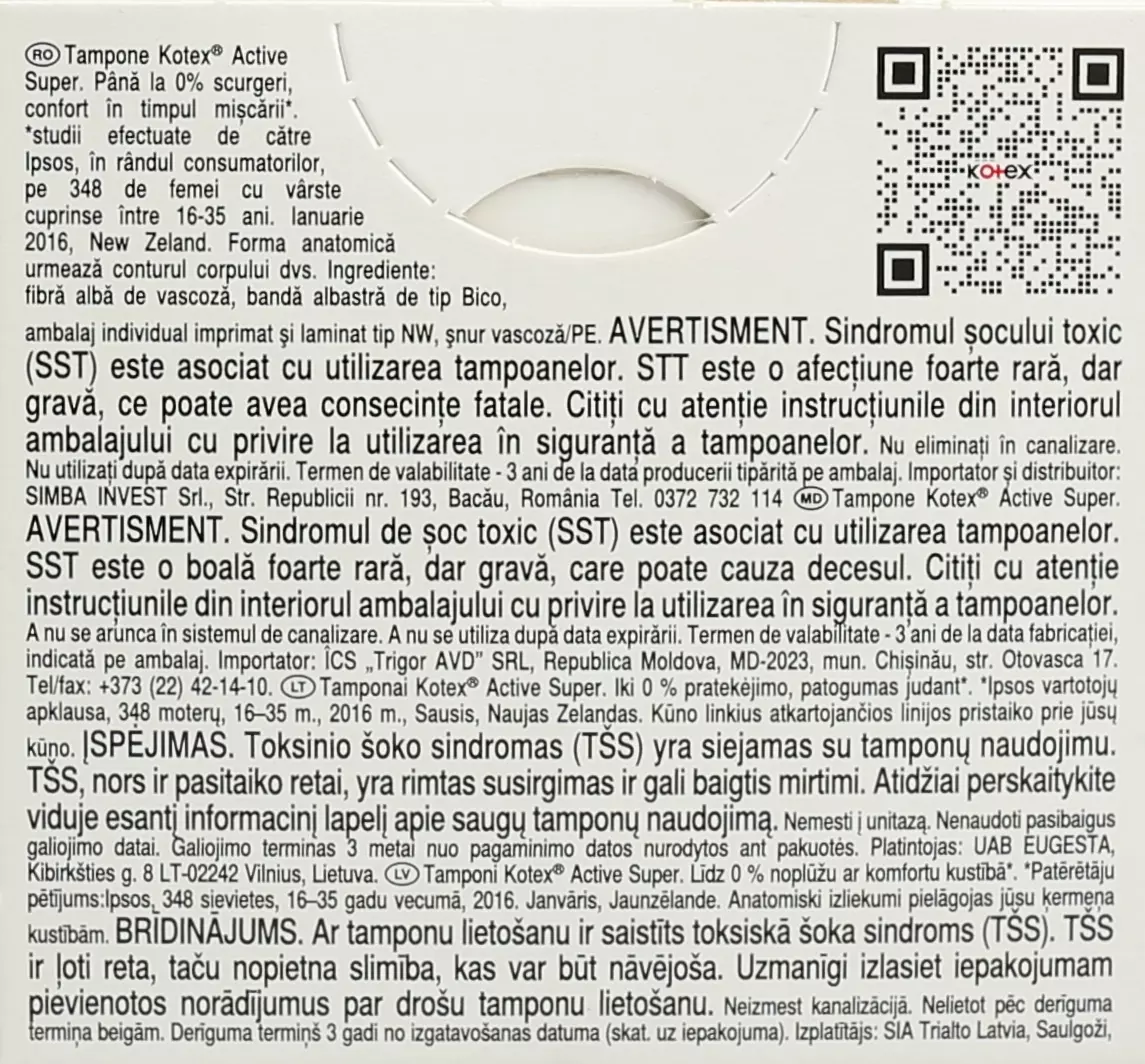 RO Tampone Kotex® Active
Super. Până la 0% scurgeri,
confort în timpul mișcării*.
*studii efectuate de către
Ipsos, în rândul consumatorilor,
pe 348 de femei cu vârste
cuprinse între 16-35 ani. Ianuarie
2016, New Zeland. Forma anatomică
urmează conturul corpului dvs. Ingrediente:
fibră albă de vascoză, bandă albastră de tip Bico,
kotex
ambalaj individual imprimat și laminat tip NW, șnur vascoză/PE. AVERTISMENT. Sindromul șocului toxic
(SST) este asociat cu utilizarea tampoanelor. STT este o afecțiune foarte rară, dar
gravă, ce poate avea consecințe fatale. Citiți cu atenție instrucțiunile din interiorul
ambalajului cu privire la utilizarea în siguranță a tampoanelor. Nu eliminați în canalizare.
Nu utilizați după data expirării. Termen de valabilitate - 3 ani de la data producerii tipărită pe ambalaj. Importator și distribuitor:
SIMBA INVEST Srl., Str. Republicii nr. 193, Bacău, România Tel. 0372 732 114 MD Tampone Kotex® Active Super.
AVERTISMENT. Sindromul de șoc toxic (SST) este asociat cu utilizarea tampoanelor.
SST este o boală foarte rară, dar gravă, care poate cauza decesul. Citiți cu atenție
instrucțiunile din interiorul ambalajului cu privire la utilizarea în siguranță a tampoanelor.
A nu se arunca în sistemul de canalizare. A nu se utiliza după data expirării. Termen de valabilitate - 3 ani de la data fabricației,
indicată pe ambalaj. Importator: ÎCS „Trigor AVD" SRL, Republica Moldova, MD-2023, mun. Chișinău, str. Otovasca 17.
Tel/fax: +373 (22) 42-14-10. LT Tamponai Kotex® Active Super. Iki 0 % pratekėjimo, patogumas judant*. *Ipsos vartotojų
apklausa, 348 moterų, 16–35 m., 2016 m., Sausis, Naujas Zelandas. Kūno linkius atkartojančios linijos pristaiko prie jūsų
kūno. ĮSPĖJIMAS. Toksinio šoko sindromas (TŠS) yra siejamas su tamponų naudojimu.
TŠS, nors ir pasitaiko retai, yra rimtas susirgimas ir gali baigtis mirtimi. Atidžiai perskaitykite
viduje esantį informacinį lapelį apie saugų tamponų naudojimą. Nemesti į unitazą. Nenaudoti pasibaigus
galiojimo datai. Galiojimo terminas 3 metai nuo pagaminimo datos nurodytos ant pakuotės. Platintojas: UAB EUGESTA,
Kibirkšties g. 8 LT-02242 Vilnius, Lietuva. LV Tamponi Kotex® Active Super. Līdz 0 % noplūžu ar komfortu kustībā*. *Patērētāju
pētījums:Ipsos, 348 sievietes, 16–35 gadu vecumā, 2016. Janvāris, Jaunzēlande. Anatomiski izliekumi pielāgojas jūsu ķermeņa
kustībām. BRĪDINĀJUMS. Ar tamponu lietošanu ir saistīts toksiskā šoka sindroms (TŠS). TŠS
ir ļoti reta, taču nopietna slimība, kas var būt nāvējoša. Uzmanīgi izlasiet iepakojumam
pievienotos norādījumus par drošu tamponu lietošanu. Neizmest kanalizācijā. Nelietot pēc derīguma
termiņa beigām. Derīguma termiņš 3 gadi no izgatavošanas datuma (skat. uz iepakojuma). Izplatītājs: SIA Trialto Latvia, Saulgoži,